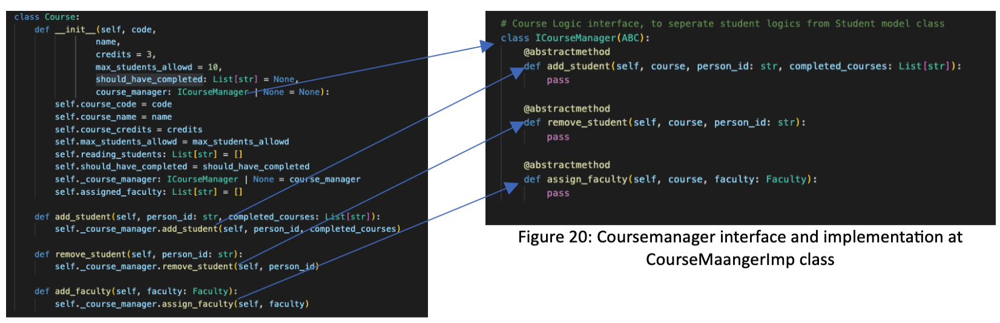 class Course:
    def __init__(self, code,
            name,
            credits = 3,
            max_students_allowd = 10,
            should_have_completed: List[str] = None,
            course_manager: ICourseManager | None = None):
        self.course_code = code
        self.course_name = name
        self.course_credits = credits
        self.max_students_allowd = max_students_allowd
        self.reading_students: List[str] = []
        self.should_have_completed = should_have_completed
        self._course_manager: ICourseManager | None = course_manager
        self.assigned_faculty: List[str] = []
    def add_student(self, person_id: str, completed_courses: List[str]):
        self._course_manager.add_student(self, person_id, completed_courses)
    def remove_student(self, person_id: str):
        self._course_manager.remove_student(self, person_id)
    def add_faculty(self, faculty: Faculty):
        self._course_manager.assign_faculty(self, faculty)
# Course Logic interface, to seperate student logics from Student model class
class ICourseManager(ABC):
    @abstractmethod
    def add_student(self, course, person_id: str, completed_courses: List[str]):
        pass
    @abstractmethod
    def remove_student(self, course, person_id: str):
        pass
    @abstractmethod
    def assign_faculty(self, course, faculty: Faculty):
        pass
Figure 20: Coursemanager interface and implementation at
CourseMaangerImp class